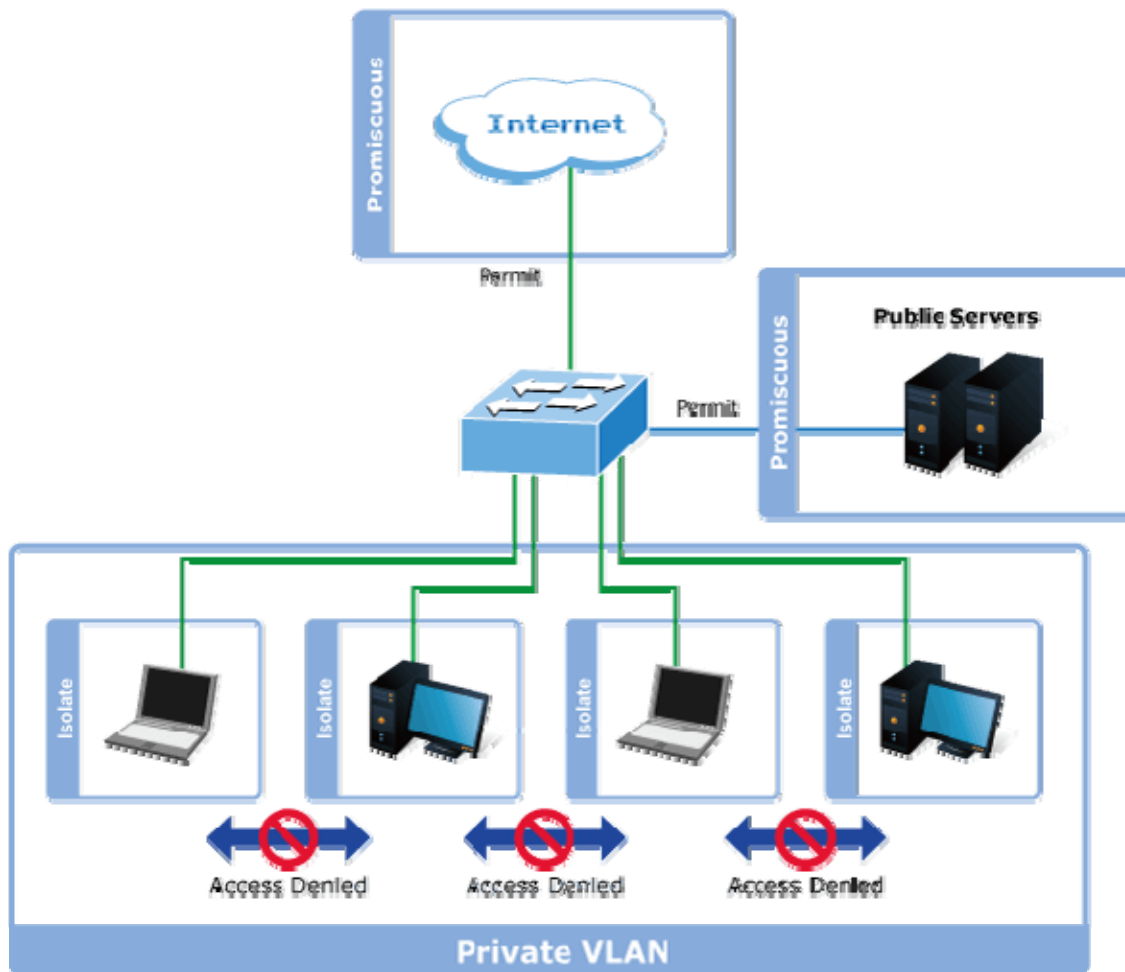 Promiscuous
Internet
Permit
Public Servers
Permit
Promiscuous
Isolate
Isolate
Isolate
Isolate
Access Denied
Access Denied
Access Denied
Private VLAN